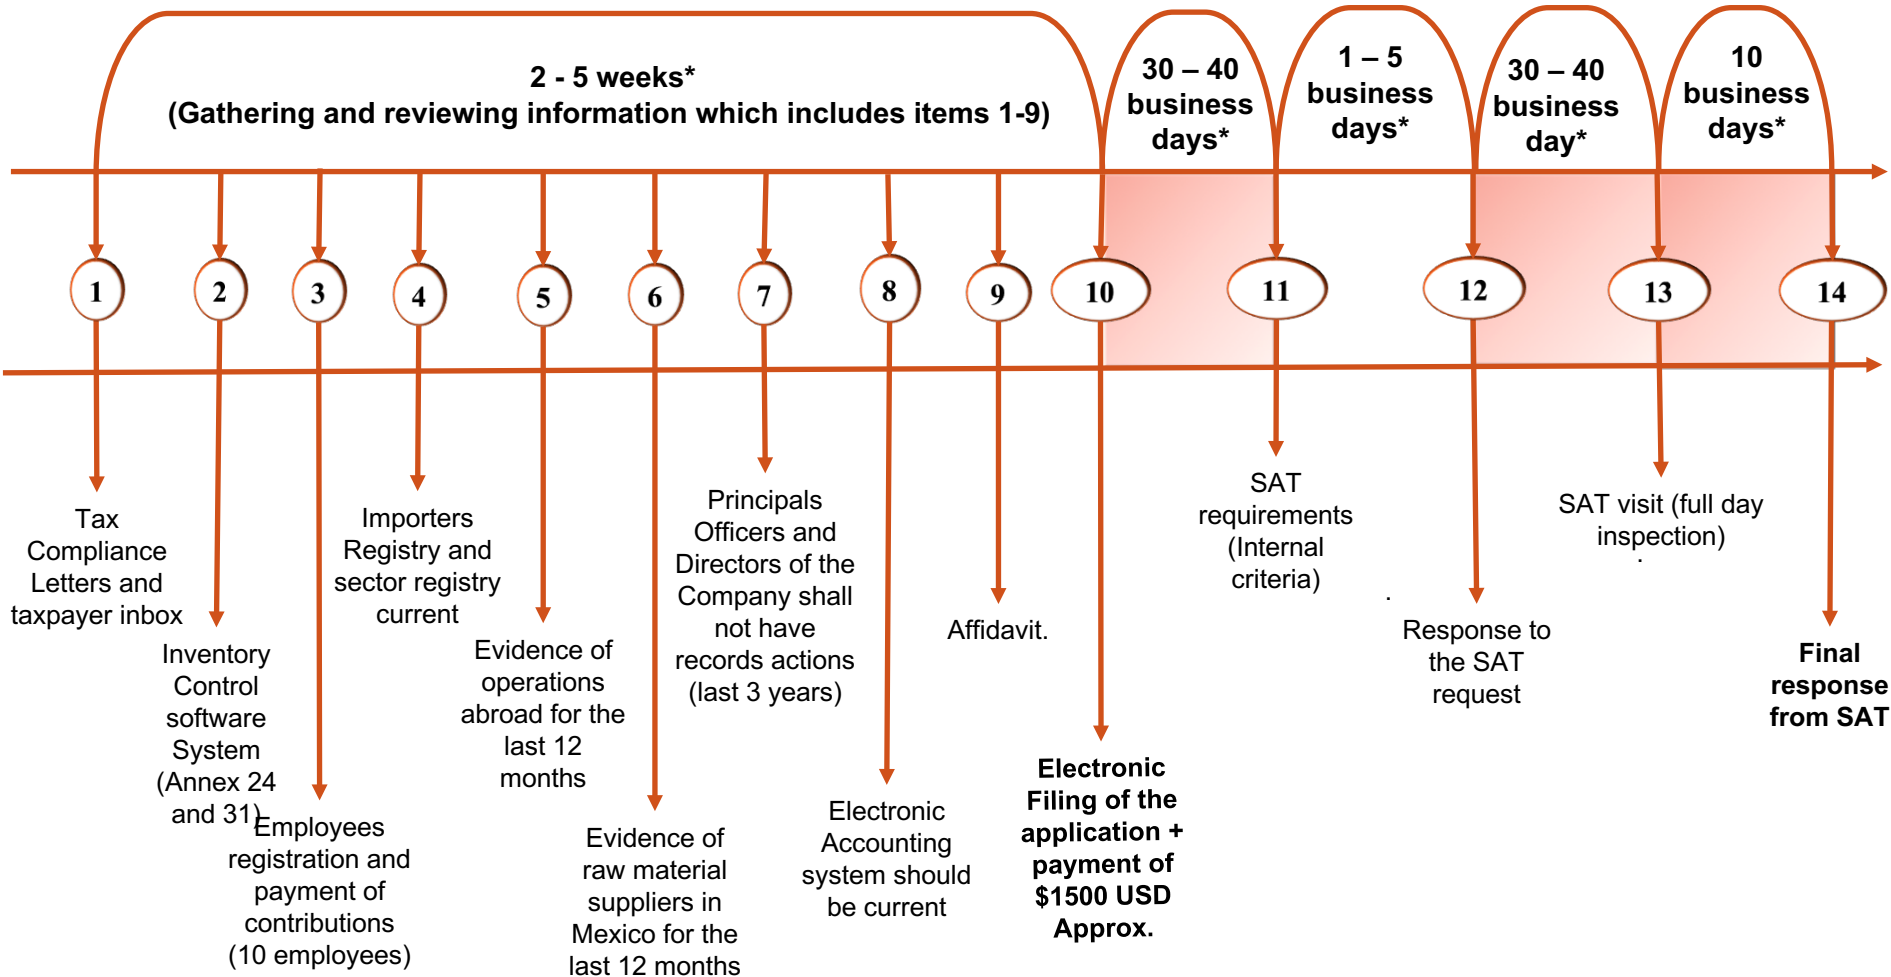 2 - 5 weeks*
(Gathering and reviewing information which includes items 1-9)
30 – 40
business
days*
1 – 5
business
days*
30 – 40
business
day*
10
business
days*
1
2
3
4
5
6
7
8
9
10
11
12
13
14
Tax
Compliance
Letters and
taxpayer inbox
Inventory
Control
software
System
(Annex 24
and 31)
Employees
registration and
payment of
contributions
(10 employees)
Importers
Registry and
sector registry
current
Evidence of
operations
abroad for the
last 12
months
Evidence of
raw material
suppliers in
Mexico for the
last 12 months
Principals
Officers and
Directors of the
Company shall
not have
records actions
(last 3 years)
Electronic
Accounting
system should
be current
Affidavit.
Electronic
Filing of the
application +
payment of
$1500 USD
Approx.
SAT
requirements
(Internal
criteria)
.
Response to
the SAT
request
SAT visit (full day
inspection)
.
Final
response
from SAT